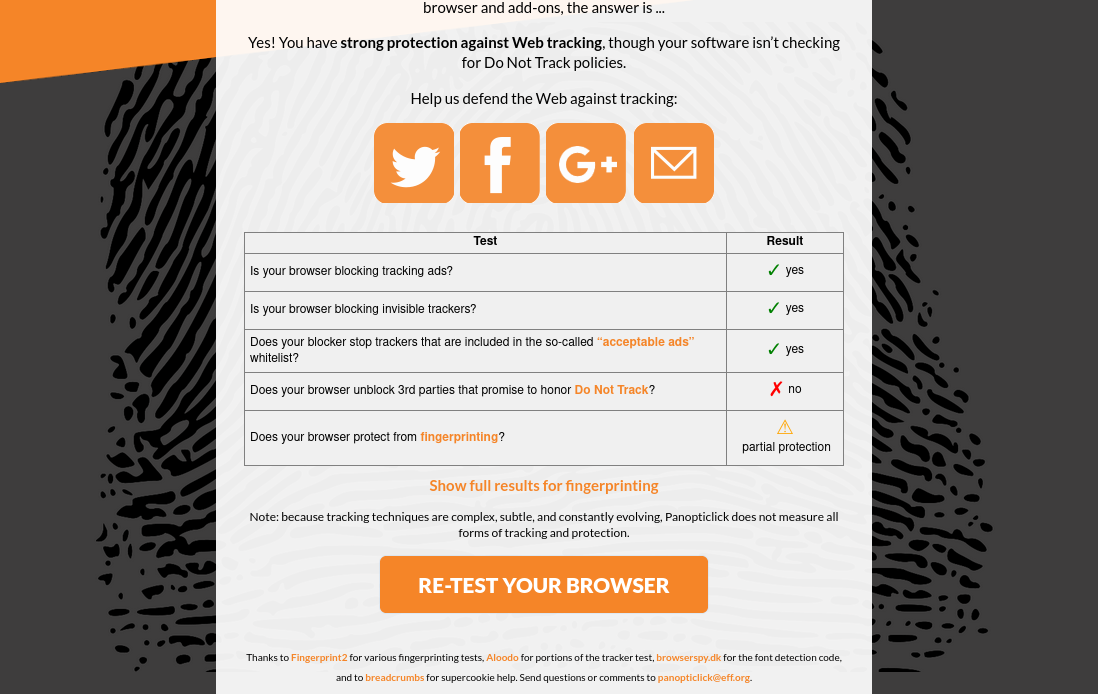 browser and add-ons, the answer is ...
Yes! You have strong protection against Web tracking, though your software isn’t checking
for Do Not Track policies.
Help us defend the Web against tracking:
G+
Test Result
Is your browser blocking tracking ads? ✓ yes
Is your browser blocking invisible trackers? ✓ yes
Does your blocker stop trackers that are included in the so-called “acceptable ads”
whitelist? ✓ yes
Does your browser unblock 3rd parties that promise to honor Do Not Track? ✗ no
Does your browser protect from fingerprinting? ⚠
partial protection
Show full results for fingerprinting
Note: because tracking techniques are complex, subtle, and constantly evolving, Panopticlick does not measure all
forms of tracking and protection.
RE-TEST YOUR BROWSER
Thanks to Fingerprint2 for various fingerprinting tests, Aloodo for portions of the tracker test, browserspy.dk for the font detection code,
and to breadcrumbs for supercookie help. Send questions or comments to panopticlick@eff.org.